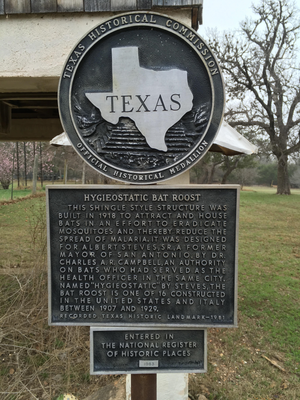 TEXAS HISTORICAL COMMISSION
TEXAS
OFFICIAL HISTORICAL MEDALLION
HYGIEOSTATIC BAT ROOST
THIS SHINGLE STYLE STRUCTURE WAS
BUILT IN 1918 TO ATTRACT AND HOUSE
BATS IN AN EFFORT TO ERADICATE
MOSQUITOES AND THEREBY REDUCE THE
SPREAD OF MALARIA. IT WAS DESIGNED
FOR ALBERT STEVES, SR., A FORMER
MAYOR OF SAN ANTONIO, BY DR.
CHARLES A. R. CAMPBELL, AN AUTHORITY
ON BATS WHO HAD SERVED AS THE
HEALTH OFFICER IN THE SAME CITY.
NAMED "HYGIEOSTATIC" BY STEVES, THE
BAT ROOST IS ONE OF 16 CONSTRUCTED
IN THE UNITED STATES AND ITALY
BETWEEN 1907 AND 1929.
RECORDED TEXAS HISTORIC LANDMARK-1981
ENTERED IN
THE NATIONAL REGISTER
OF HISTORIC PLACES